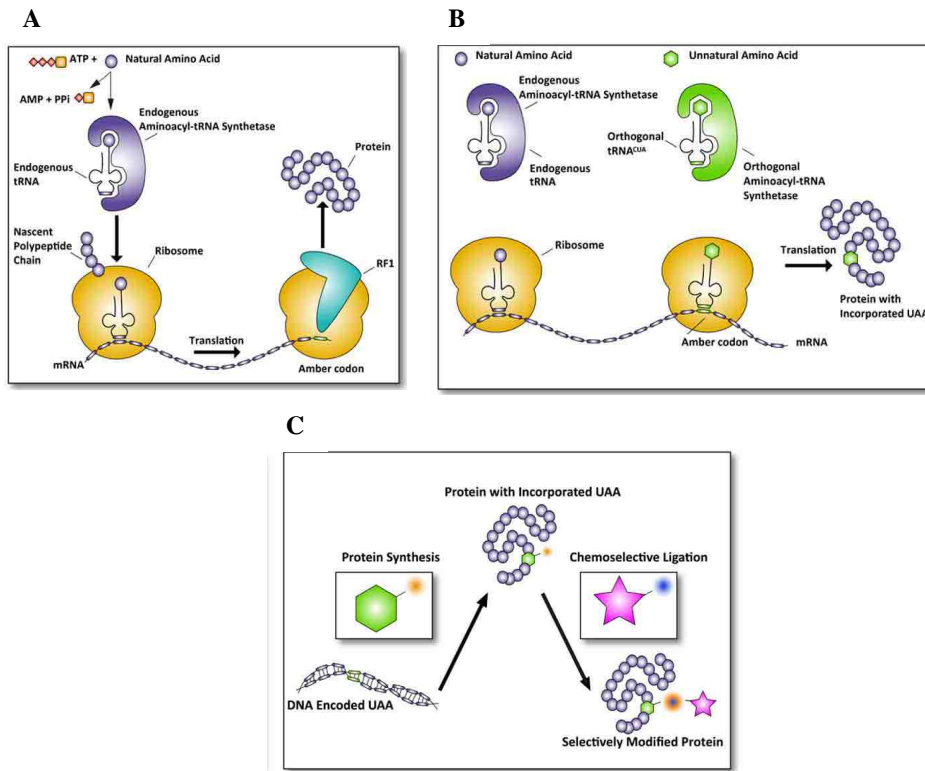 A
ATP +
Natural Amino Acid
AMP + PPi
Endogenous
Aminoacyl-tRNA Synthetase
Endogenous
tRNA
Protein
Nascent
Polypeptide
Chain
Ribosome
RF1
Translation
mRNA
Amber codon
B
Natural Amino Acid
Unnatural Amino Acid
Endogenous
Aminoacyl-tRNA Synthetase
Orthogonal
tRNACUA
Endogenous
tRNA
Orthogonal
Aminoacyl-tRNA
Synthetase
Ribosome
Translation
Protein with
Incorporated UAA
Amber codon
mRNA
C
Protein with Incorporated UAA
Protein Synthesis
Chemoselective Ligation
DNA Encoded UAA
Selectively Modified Protein